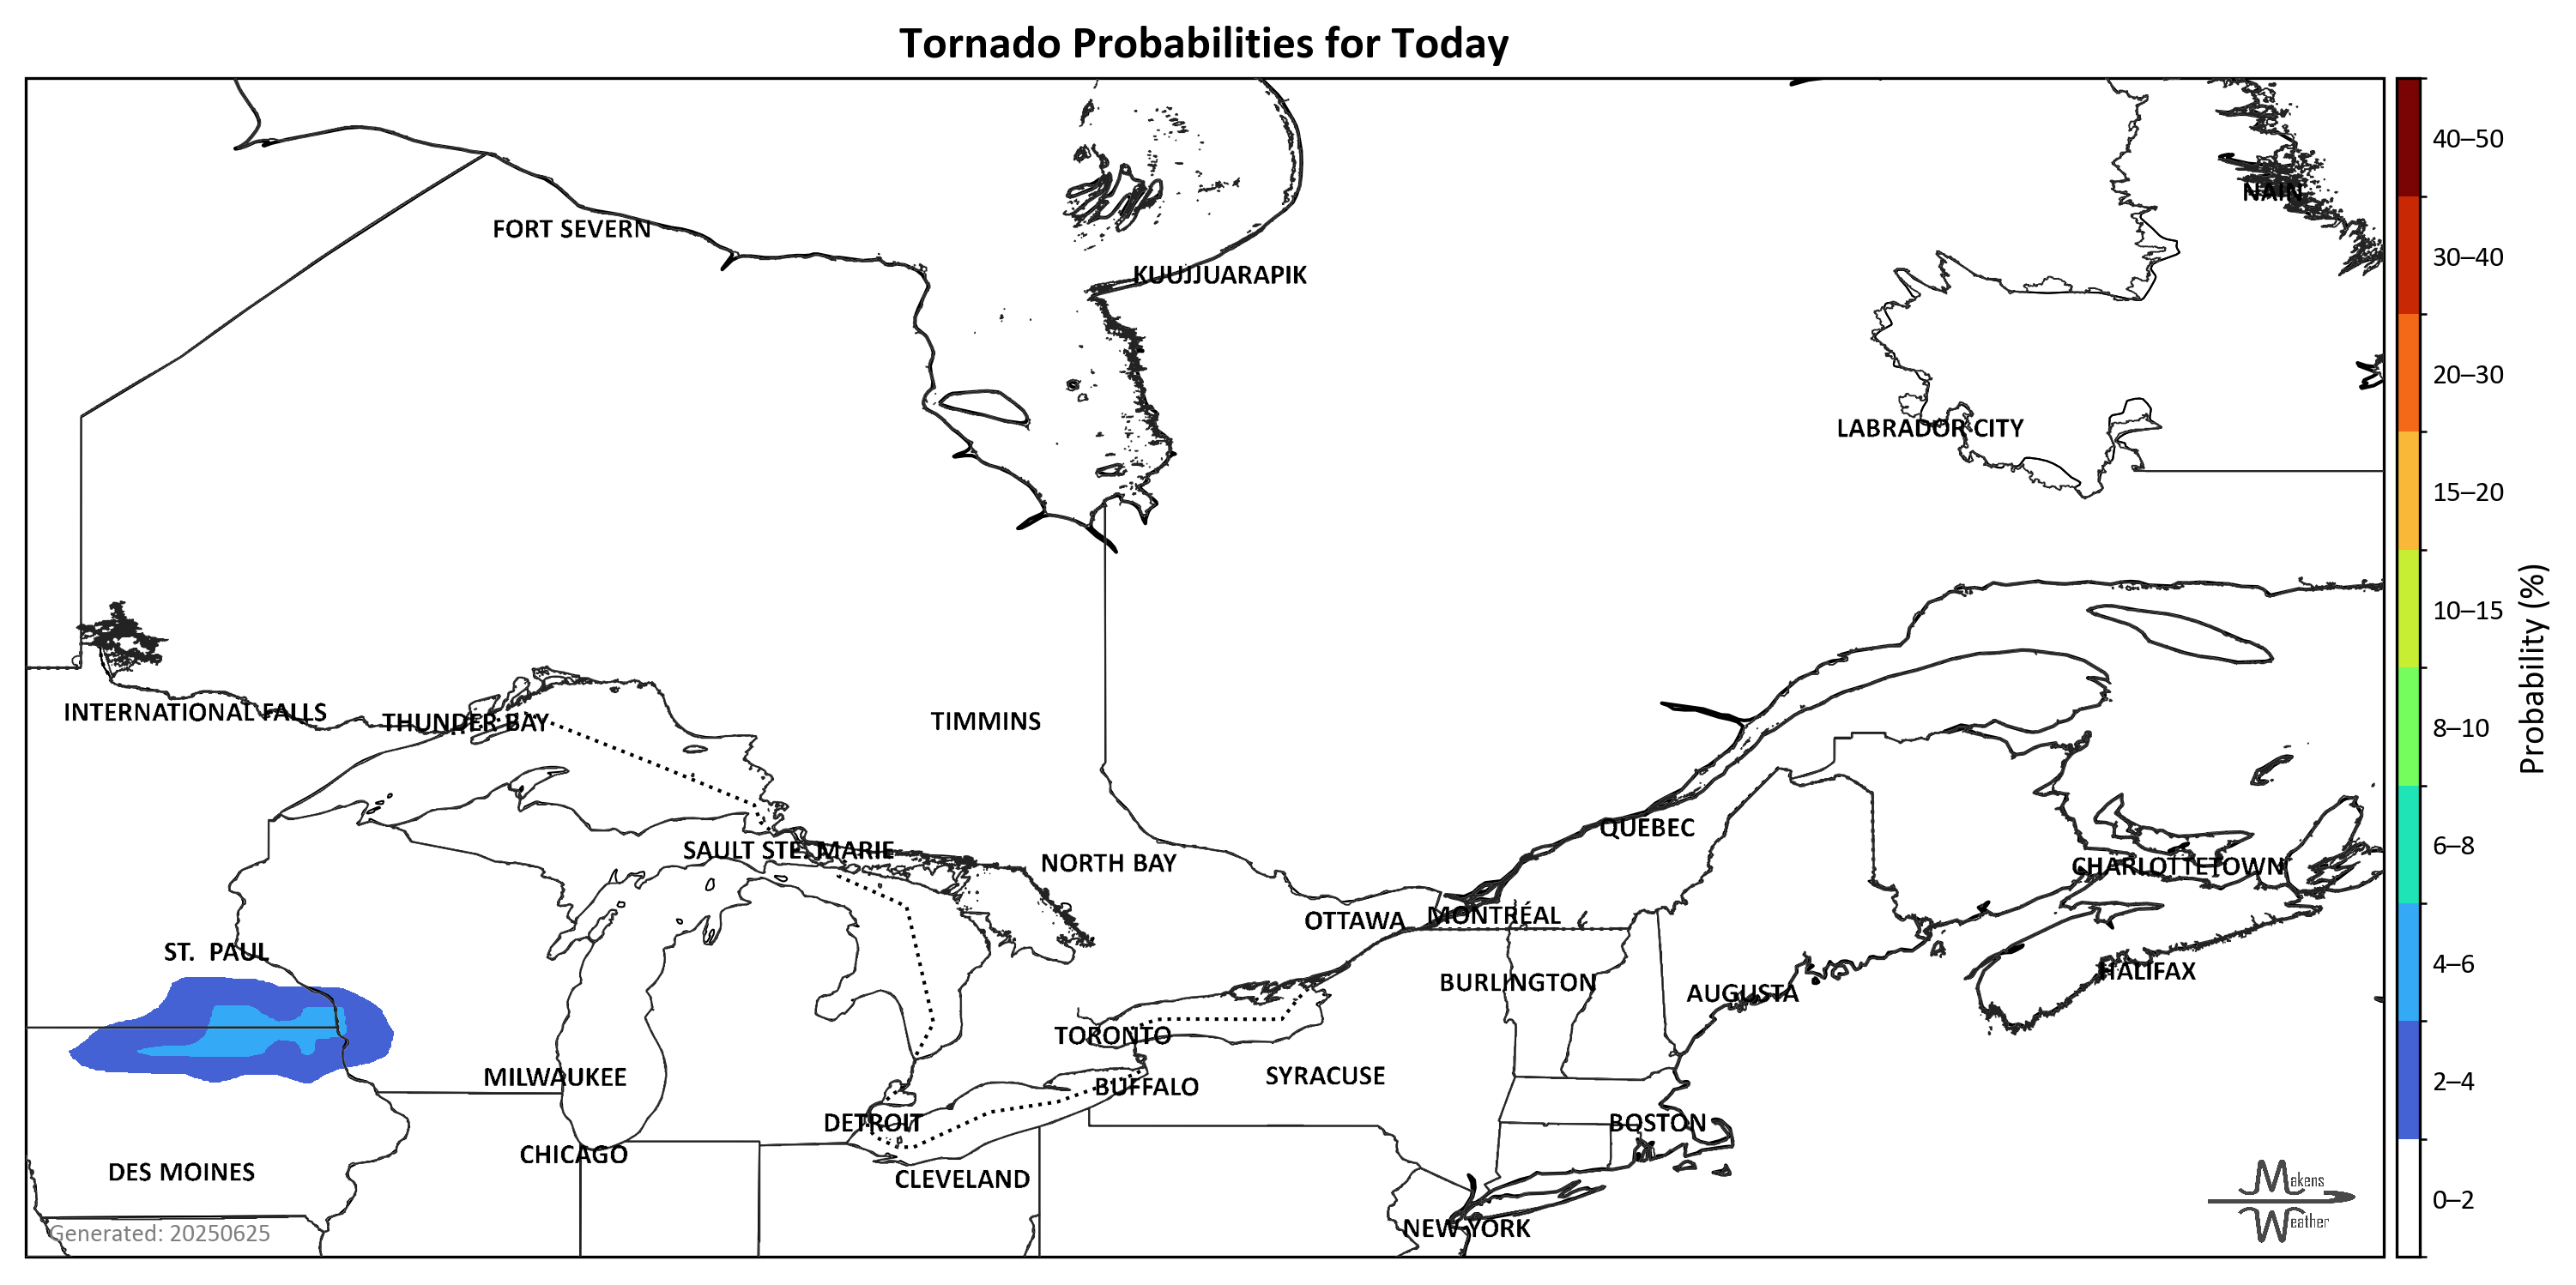 Tornado Probabilities for Today
NAIN
FORT SEVERN
KUUJJUARAPIK
LABRADOR CITY
INTERNATIONAL FALLS
THUNDER BAY
TIMMINS
QUÉBEC
SAULT STE. MARIE
NORTH BAY
CHARLOTTETOWN
OTTAWA
MONTRÉAL
ST. PAUL
HALIFAX
BURLINGTON
AUGUSTA
TORONTO
MILWAUKEE
SYRACUSE
BUFFALO
DETROIT
BOSTON
CHICAGO
DES MOINES
CLEVELAND
NEW YORK
Generated: 20250625
Makens
Weather
40–50
30–40
20–30
15–20
10–15
8–10
6–8
4–6
2–4
0–2
Probability (%)